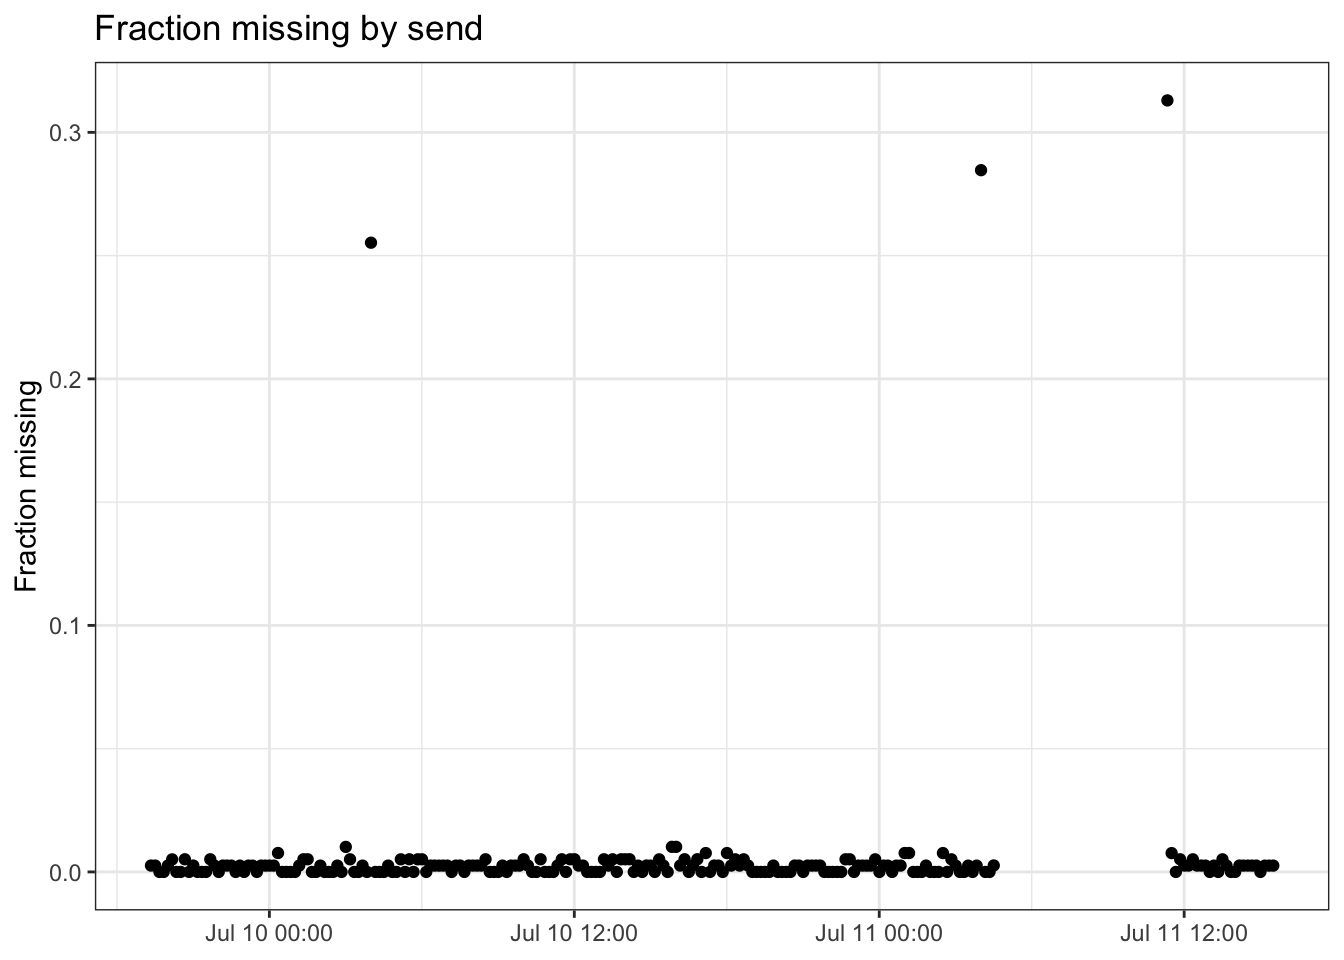 Fraction missing by send
Fraction missing
0.3
0.2
0.1
0.0
Jul 10 00:00
Jul 10 12:00
Jul 11 00:00
Jul 11 12:00